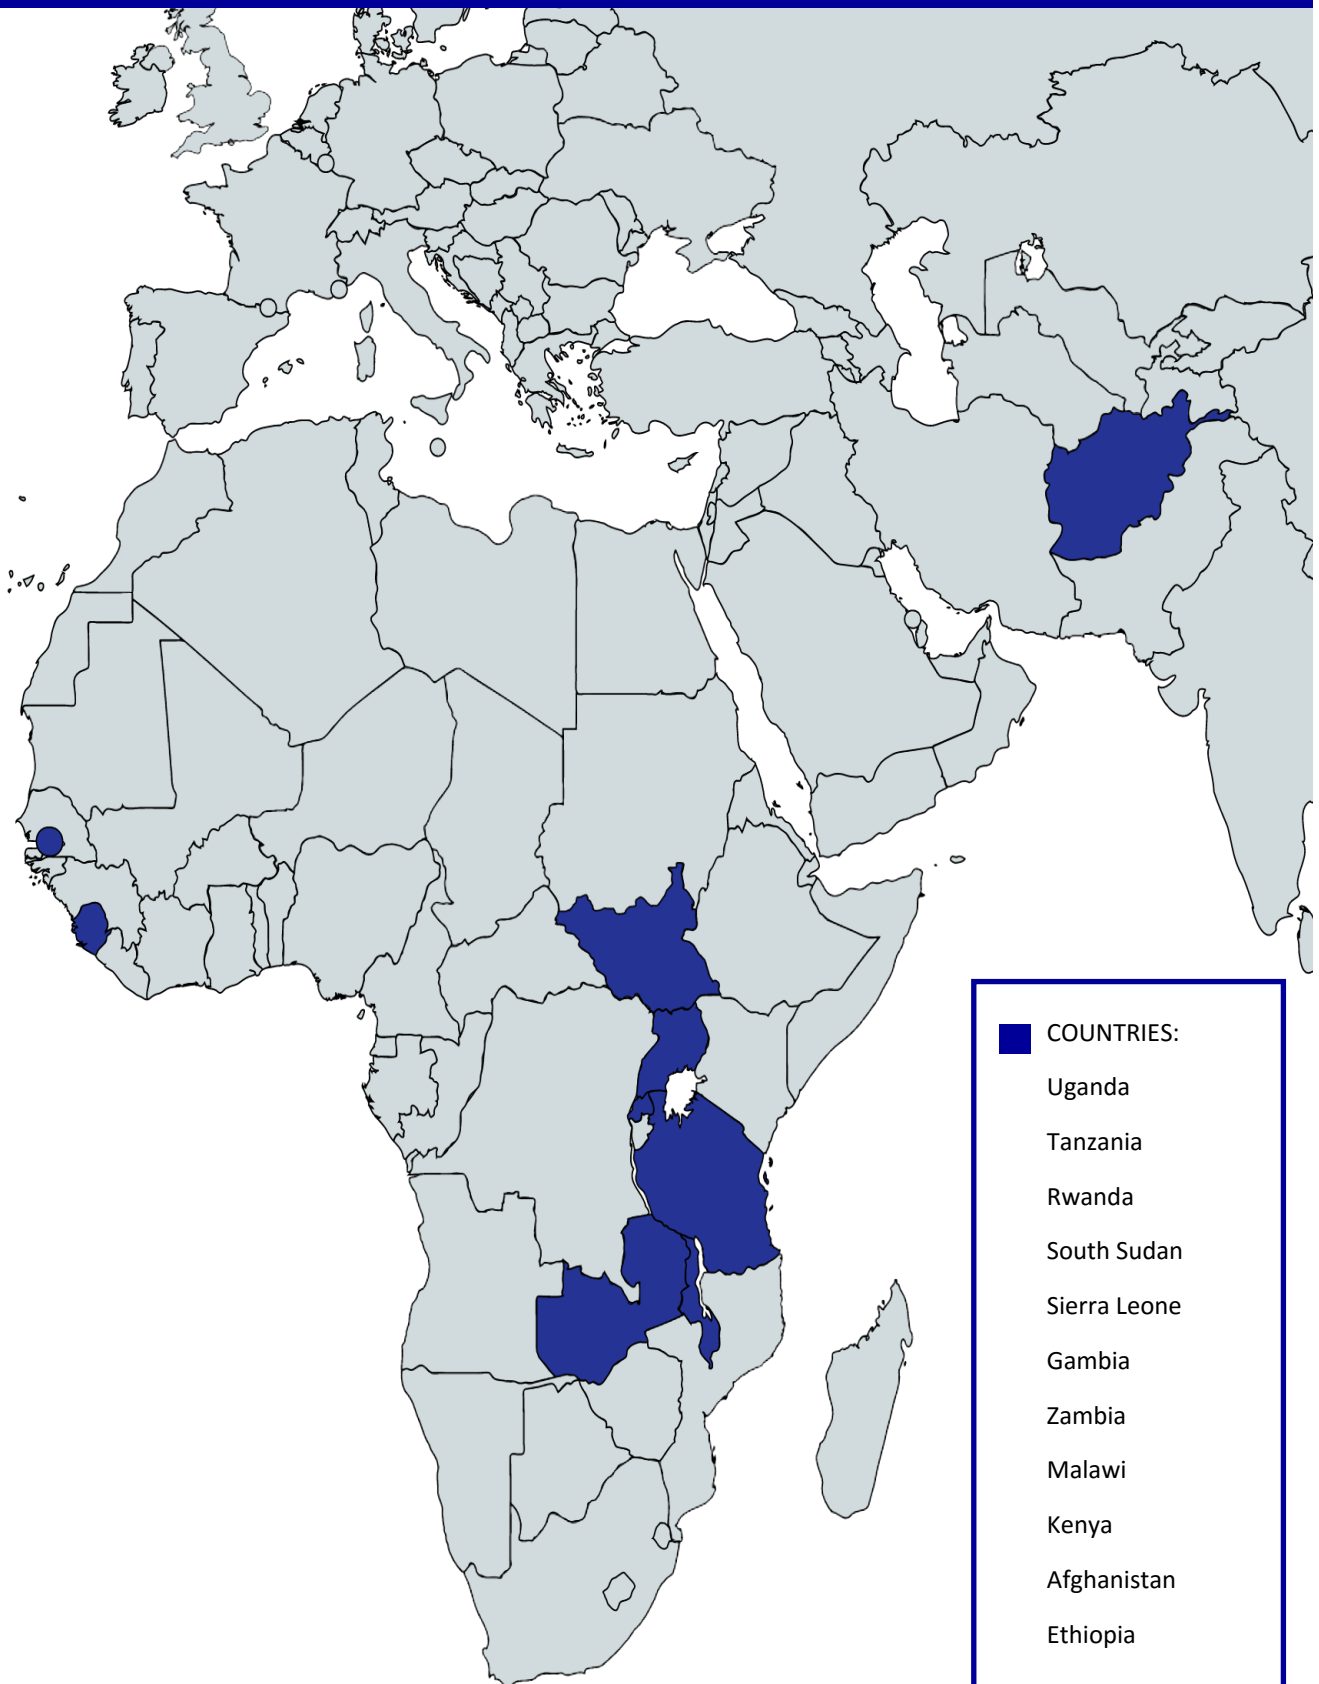 COUNTRIES:
Uganda
Tanzania
Rwanda
South Sudan
Sierra Leone
Gambia
Zambia
Malawi
Kenya
Afghanistan
Ethiopia